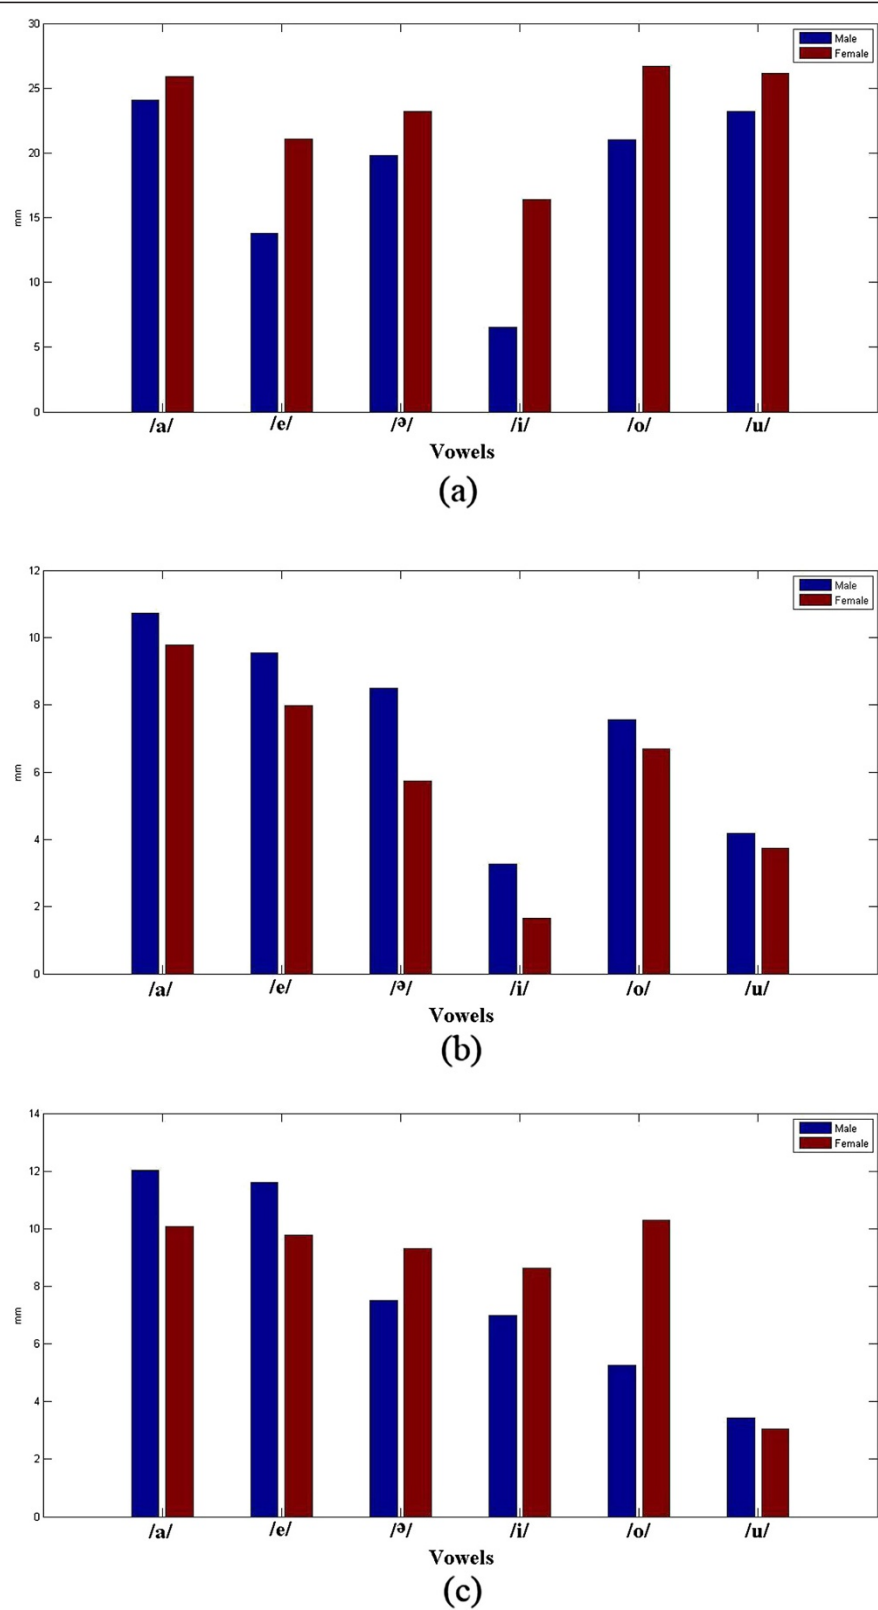 30
25
20
15
10
5
0
mm
Male
Female
/a/ /e/ /ə/ /i/ /o/ /u/
Vowels
(a)
12
10
8
6
4
2
0
mm
Male
Female
/a/ /e/ /ə/ /i/ /o/ /u/
Vowels
(b)
14
12
10
8
6
4
2
0
mm
Male
Female
/a/ /e/ /ə/ /i/ /o/ /u/
Vowels
(c)